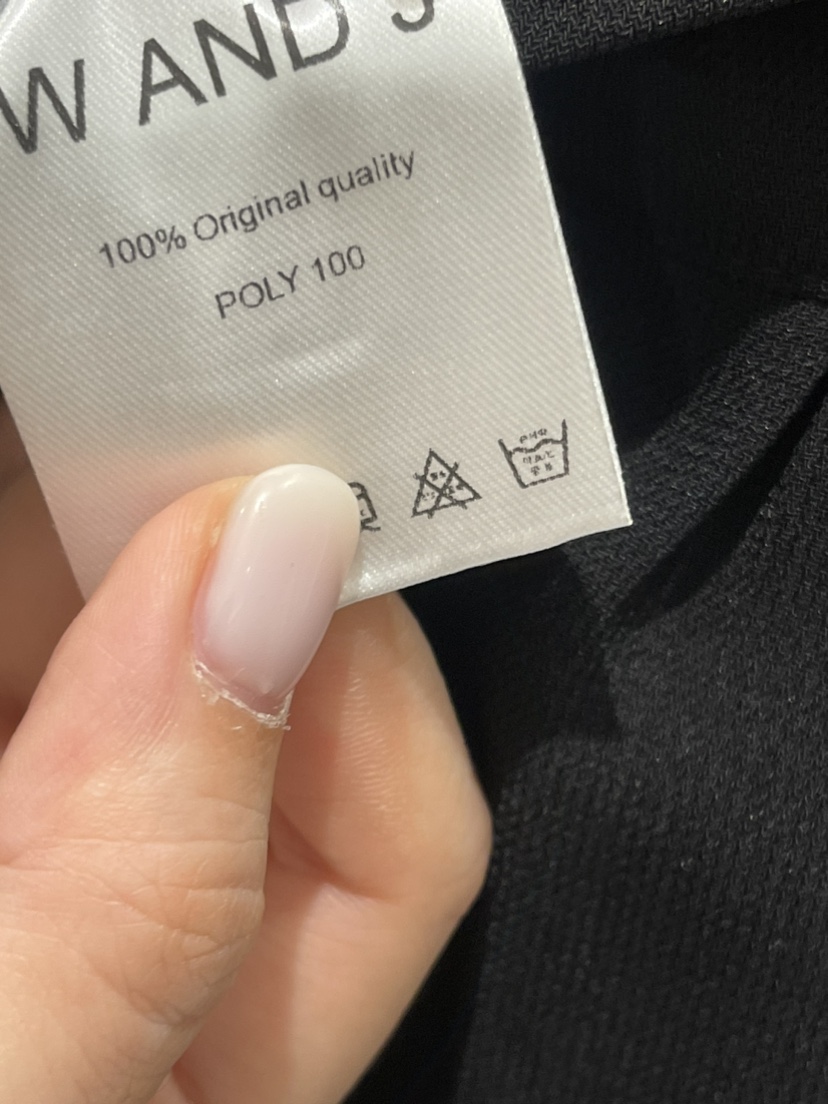 W AND J
100% Original quality
POLY 100